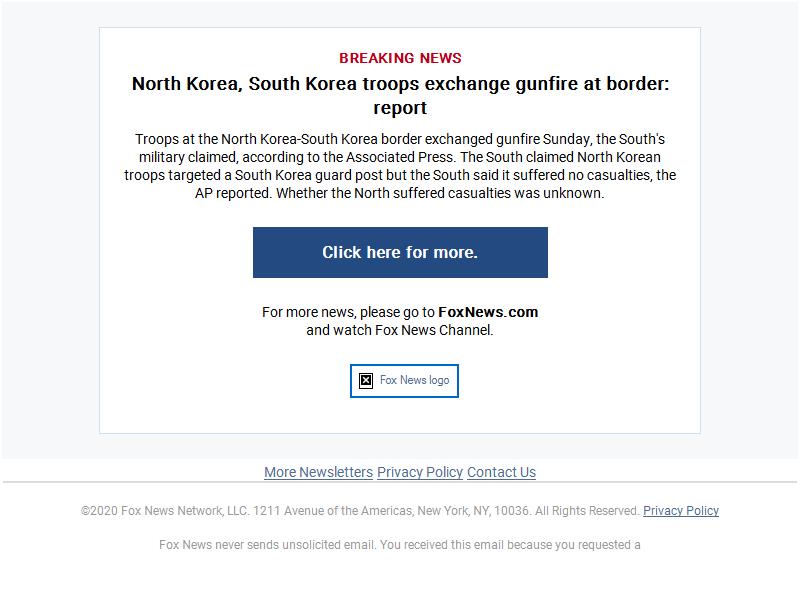 BREAKING NEWS
North Korea, South Korea troops exchange gunfire at border:
report
Troops at the North Korea-South Korea border exchanged gunfire Sunday, the South's
military claimed, according to the Associated Press. The South claimed North Korean
troops targeted a South Korea guard post but the South said it suffered no casualties, the
AP reported. Whether the North suffered casualties was unknown.
Click here for more.
For more news, please go to FoxNews.com
and watch Fox News Channel.
Fox News logo
More Newsletters Privacy Policy Contact Us
©2020 Fox News Network, LLC. 1211 Avenue of the Americas, New York, NY, 10036. All Rights Reserved. Privacy Policy
Fox News never sends unsolicited email. You received this email because you requested a